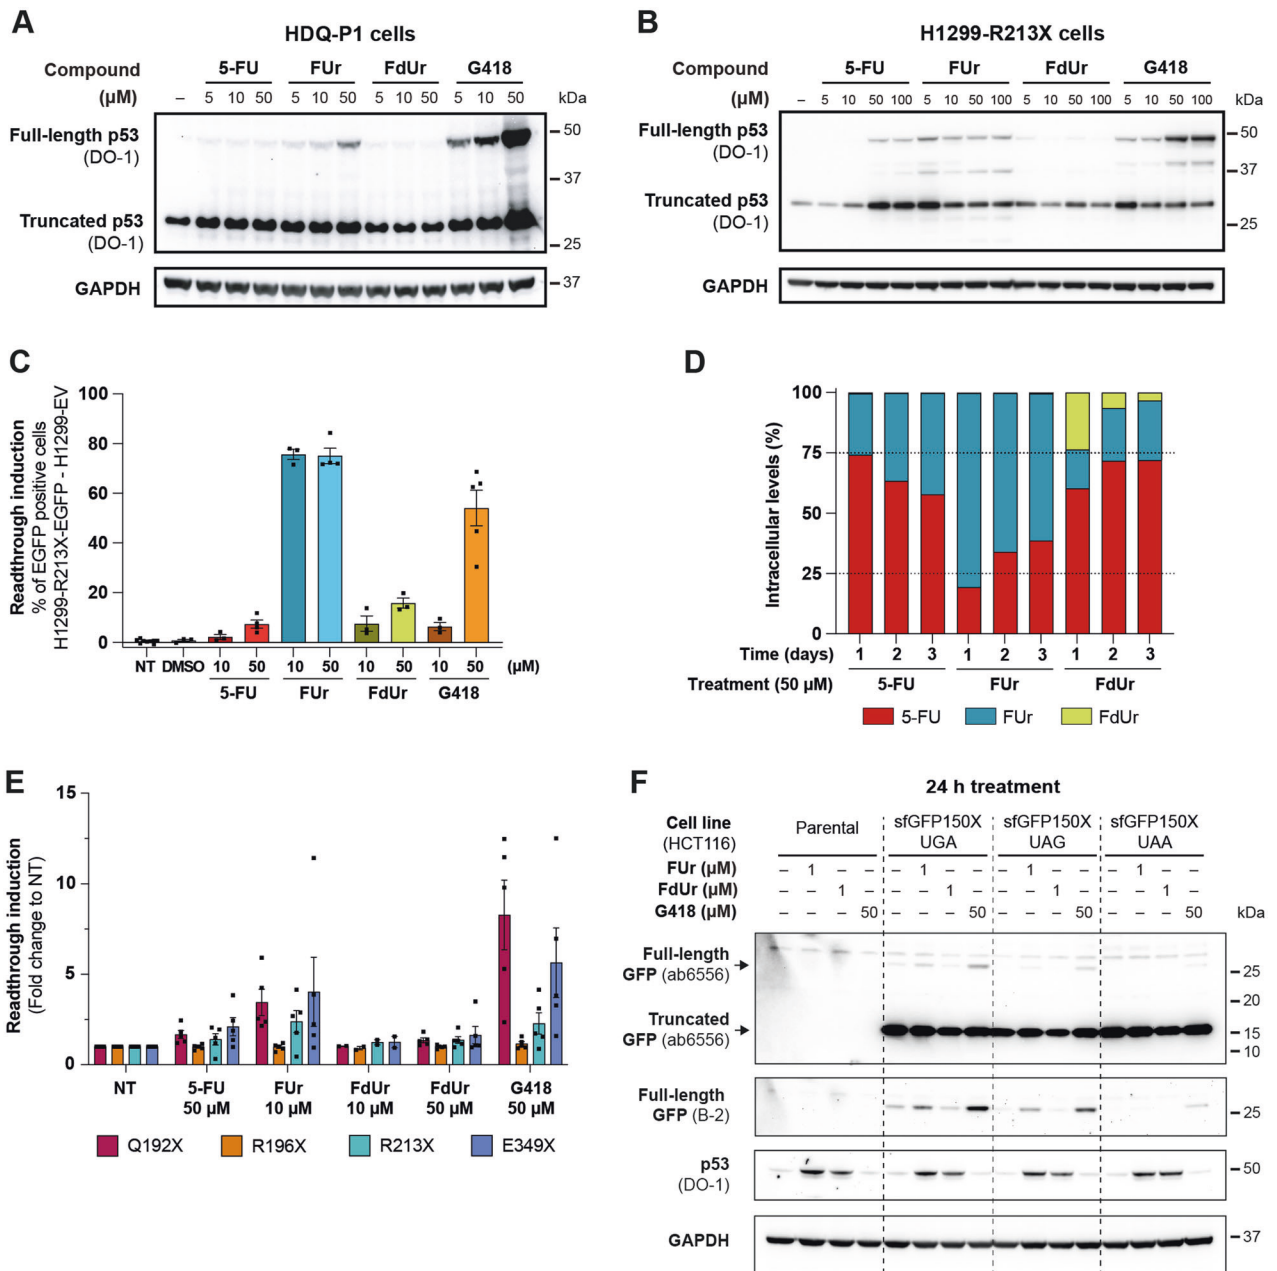 A
HDQ-P1 cells
Compound 5-FU FUr FdUr G418
(µM) – 5 10 50 5 10 50 5 10 50 5 10 50 kDa
Full-length p53
(DO-1)
Truncated p53
(DO-1)
50
37
25
GAPDH
37
B
H1299-R213X cells
Compound 5-FU FUr FdUr G418
(µM) – 5 10 50 100 5 10 50 100 5 10 50 100 5 10 50 100 kDa
Full-length p53
(DO-1)
Truncated p53
(DO-1)
50
37
25
GAPDH
37
C
Readthrough induction
% of EGFP positive cells
H1299-R213X-EGFP - H1299-EV
100
80
60
40
20
0
NT DMSO 10 50 10 50 10 50 10 50 (µM)
5-FU FUr FdUr G418
D
Intracellular levels (%)
100
75
50
25
0
Time (days) 1 2 3 1 2 3 1 2 3
Treatment (50 µM) 5-FU FUr FdUr
5-FU FUr FdUr
E
Readthrough induction
(Fold change to NT)
15
10
5
0
NT 5-FU FUr FdUr FdUr G418
50 µM 10 µM 10 µM 50 µM 50 µM
Q192X R196X R213X E349X
F
24 h treatment
Cell line
(HCT116)
Parental
sfGFP150X
UGA
sfGFP150X
UAG
sfGFP150X
UAA
FUr (µM) – 1 – – – 1 – – – 1 – – – 1 – –
FdUr (µM) – – 1 – – – 1 – – – 1 – – – 1 –
G418 (µM) – – – 50 – – – 50 – – – 50 – – – 50 kDa
Full-length
GFP (ab6556)
Truncated
GFP (ab6556)
25
20
15
10
Full-length
GFP (B-2)
25
p53
(DO-1)
50
GAPDH
37